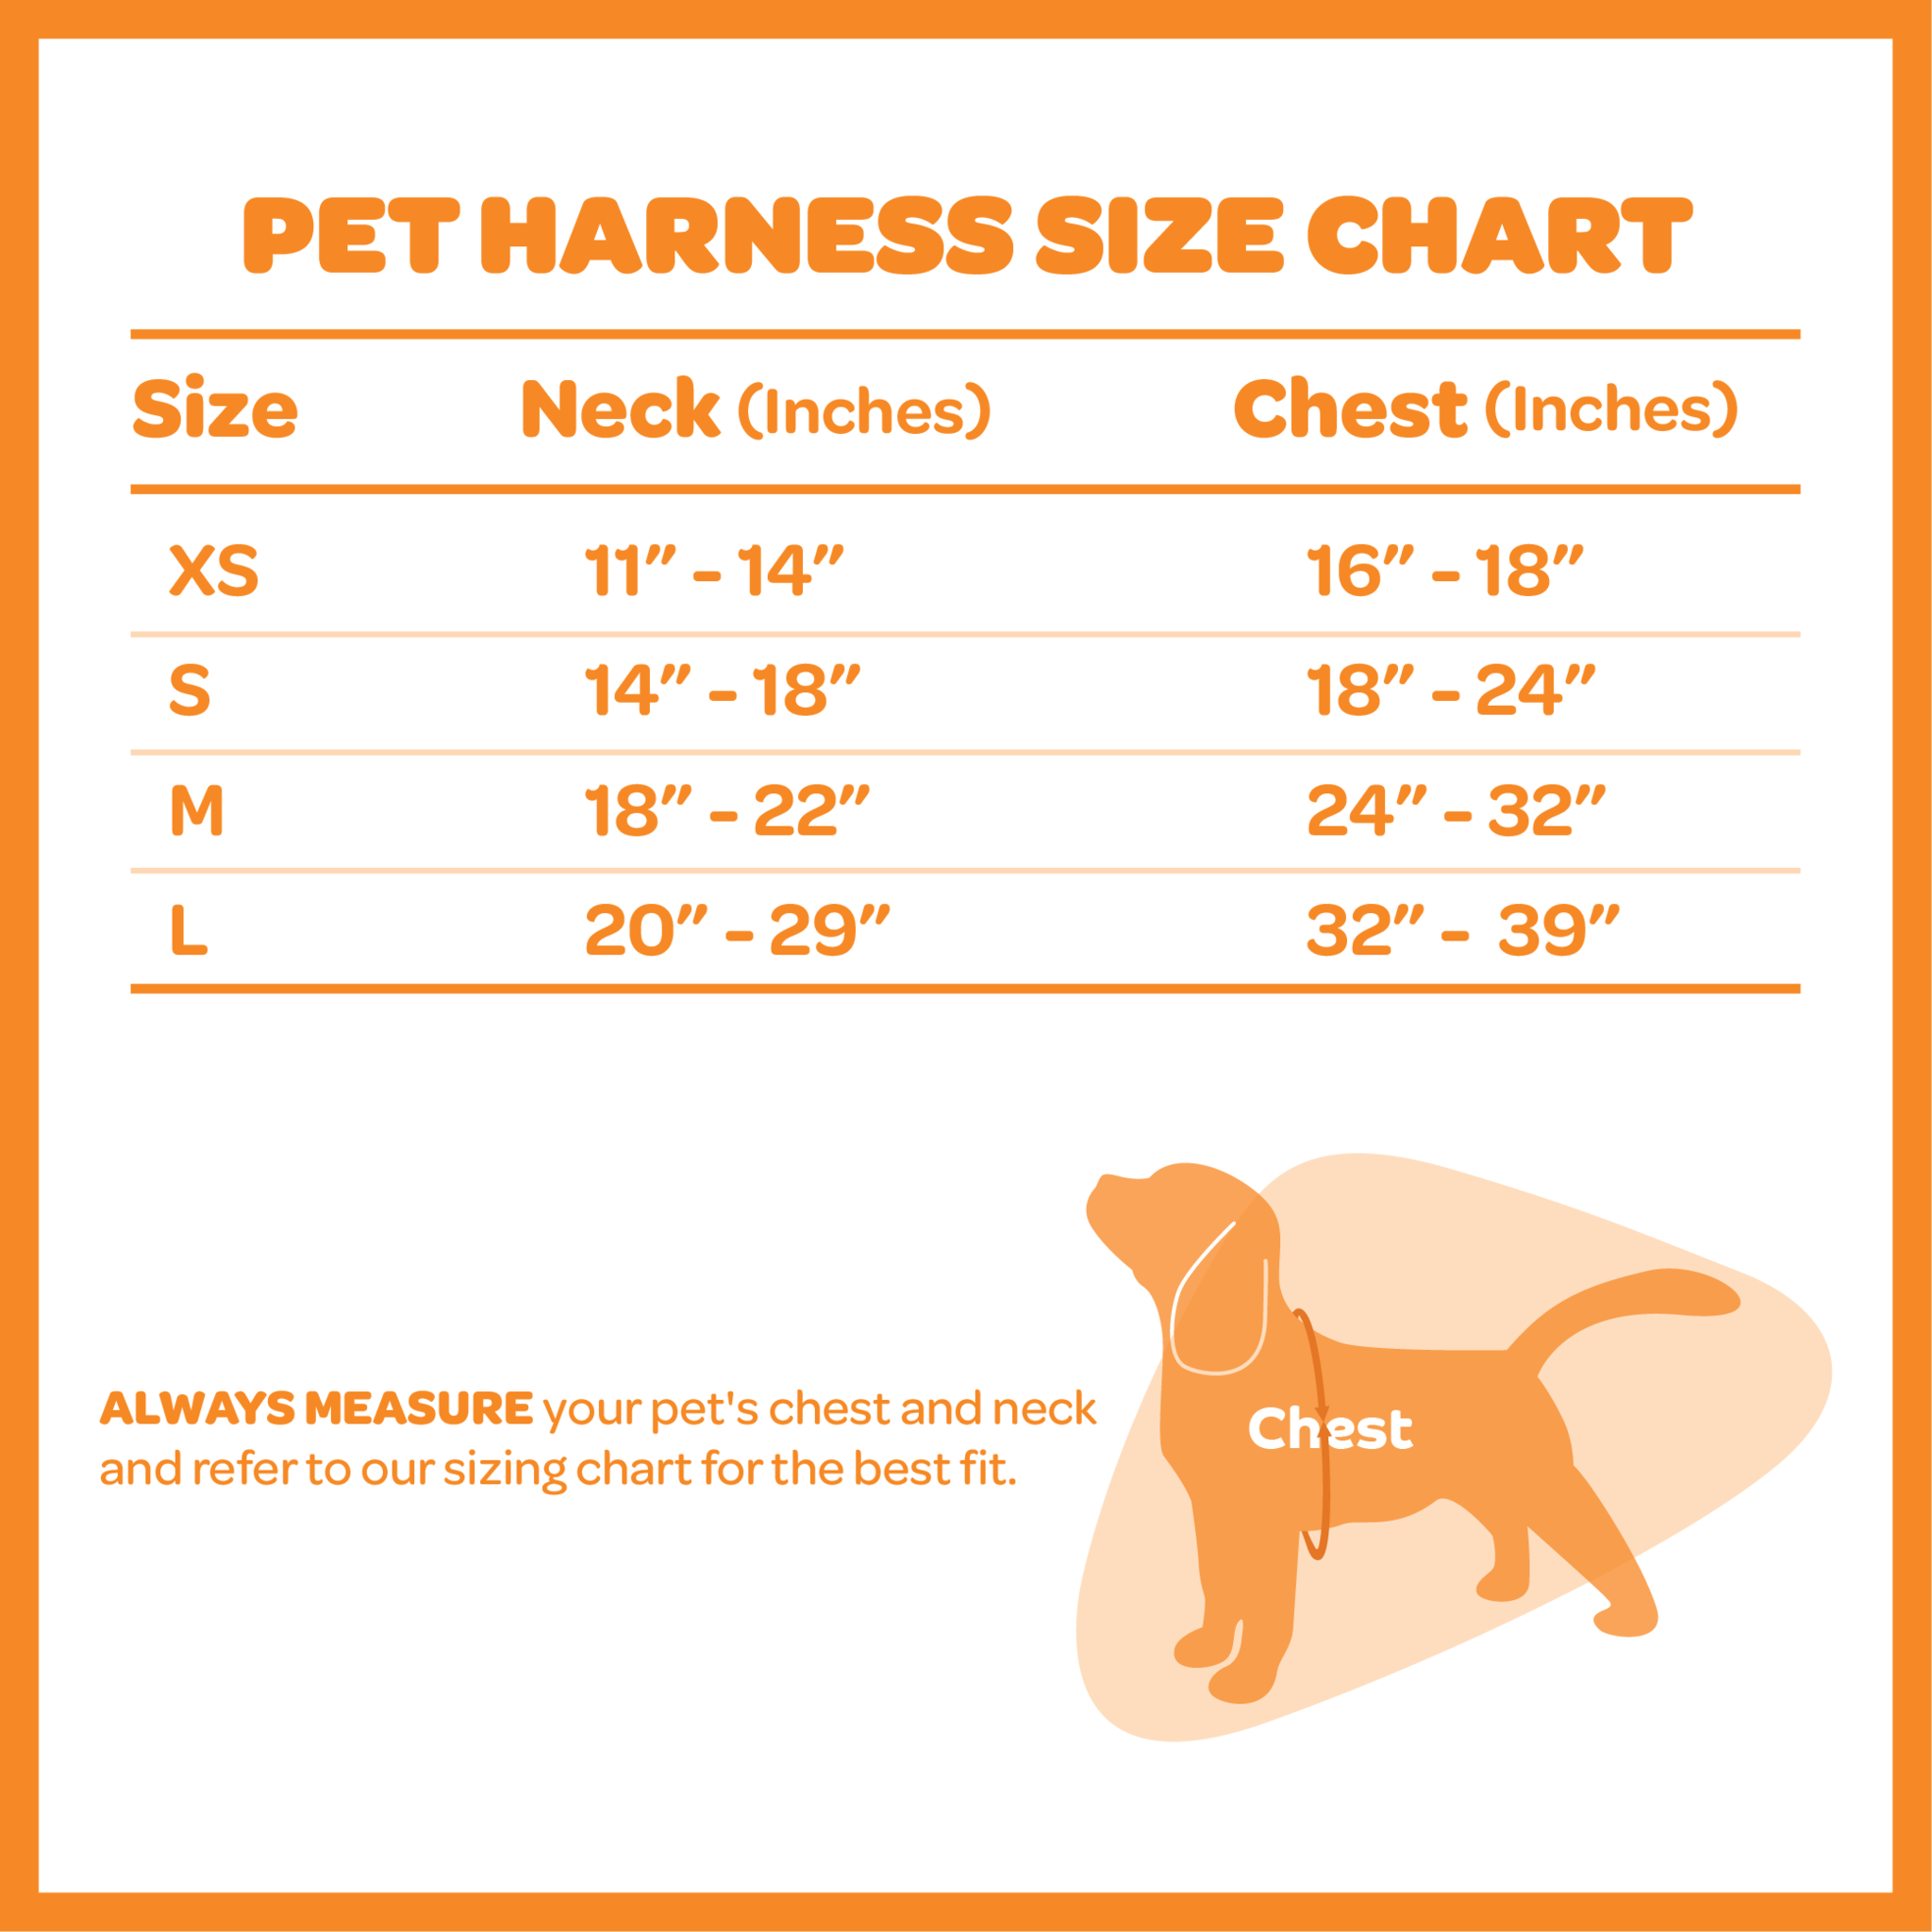 PET HARNESS SIZE CHART
Size Neck (Inches) Chest (Inches)
XS 11" - 14" 16" - 18"
S 14" - 18" 18" - 24"
M 18" - 22" 24" - 32"
L 20" - 29" 32" - 39"
ALWAYS MEASURE your pet's chest and neck
and refer to our sizing chart for the best fit.
Chest